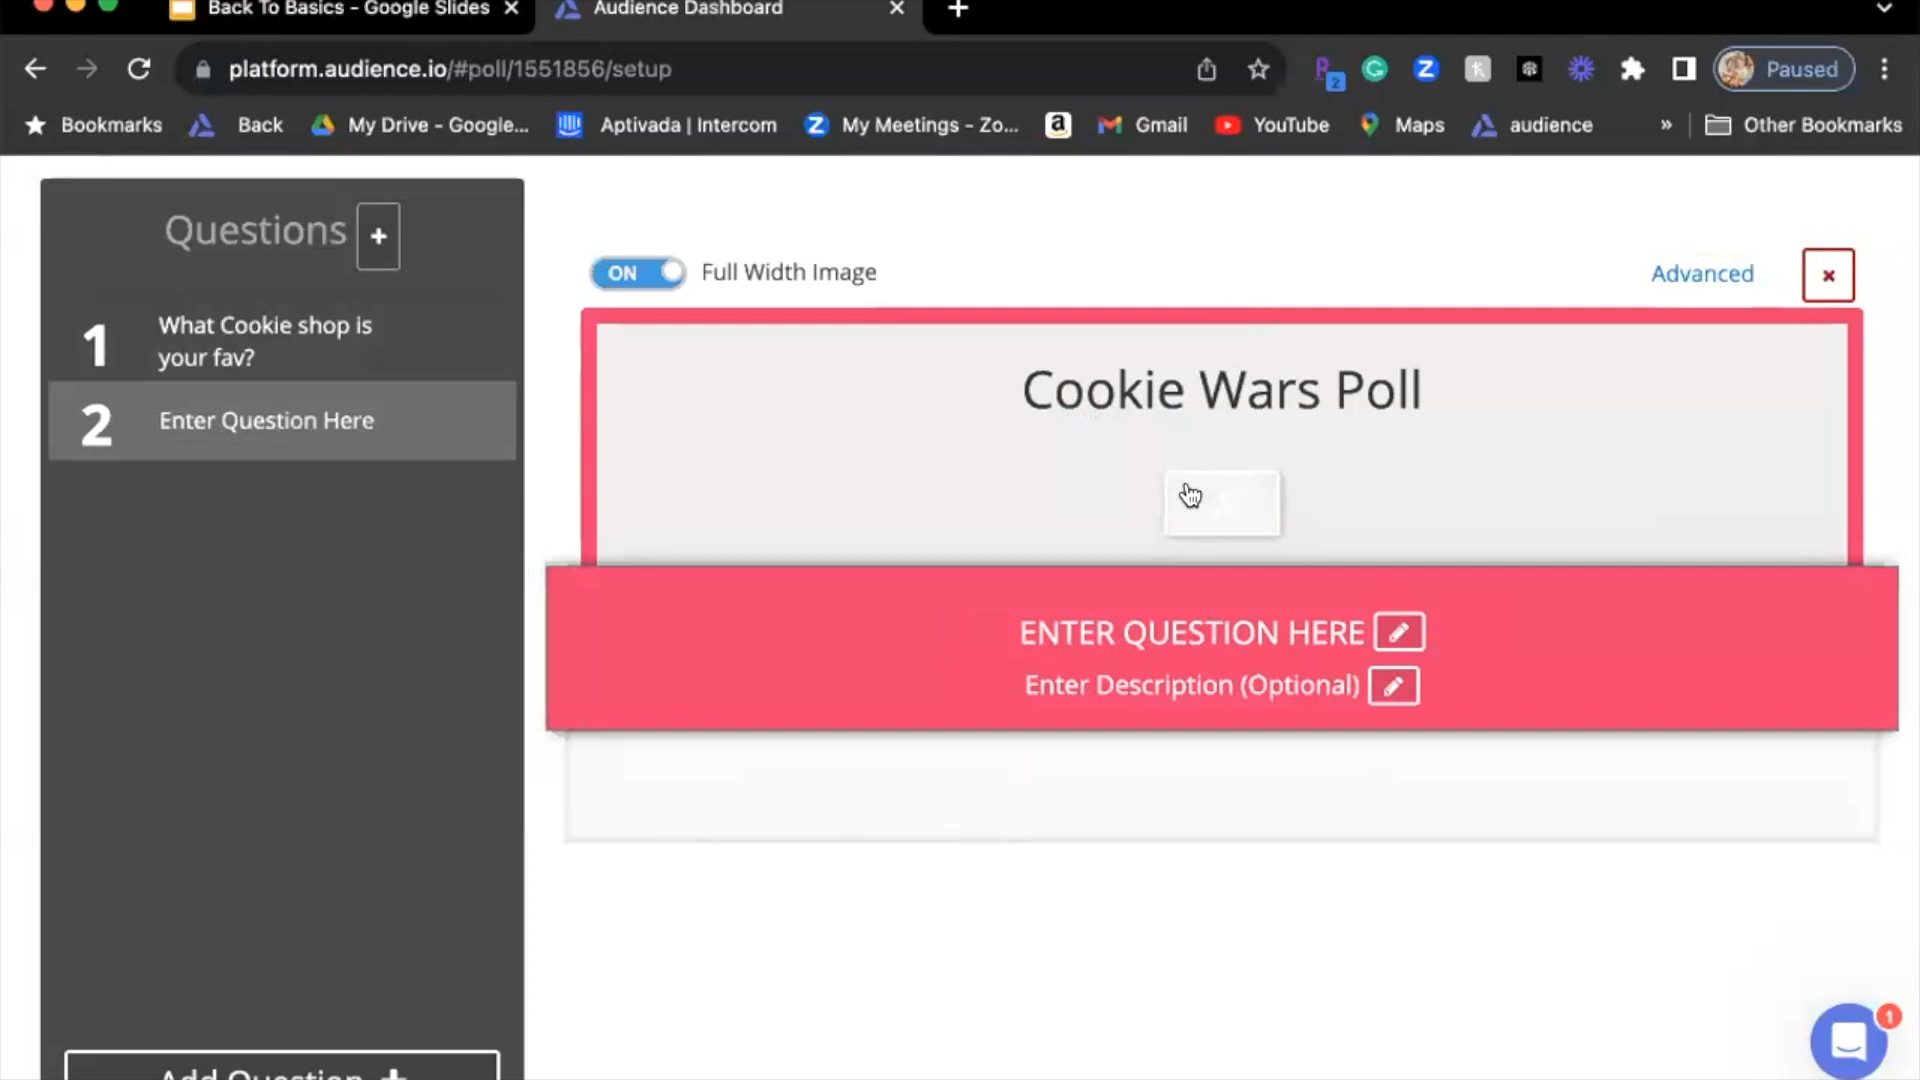 Back To Basics - Google Slides
Audience Dashboard
platform.audience.io/#poll/1551856/setup
2
Paused
Bookmarks
Back
My Drive - Google...
Aptivada | Intercom
My Meetings - Zo...
Gmail
YouTube
Maps
audience
»
Other Bookmarks
Questions +
ON
Full Width Image
Advanced
1
What Cookie shop is
your fav?
2
Enter Question Here
Cookie Wars Poll
ENTER QUESTION HERE
Enter Description (Optional)
Add Question +
1